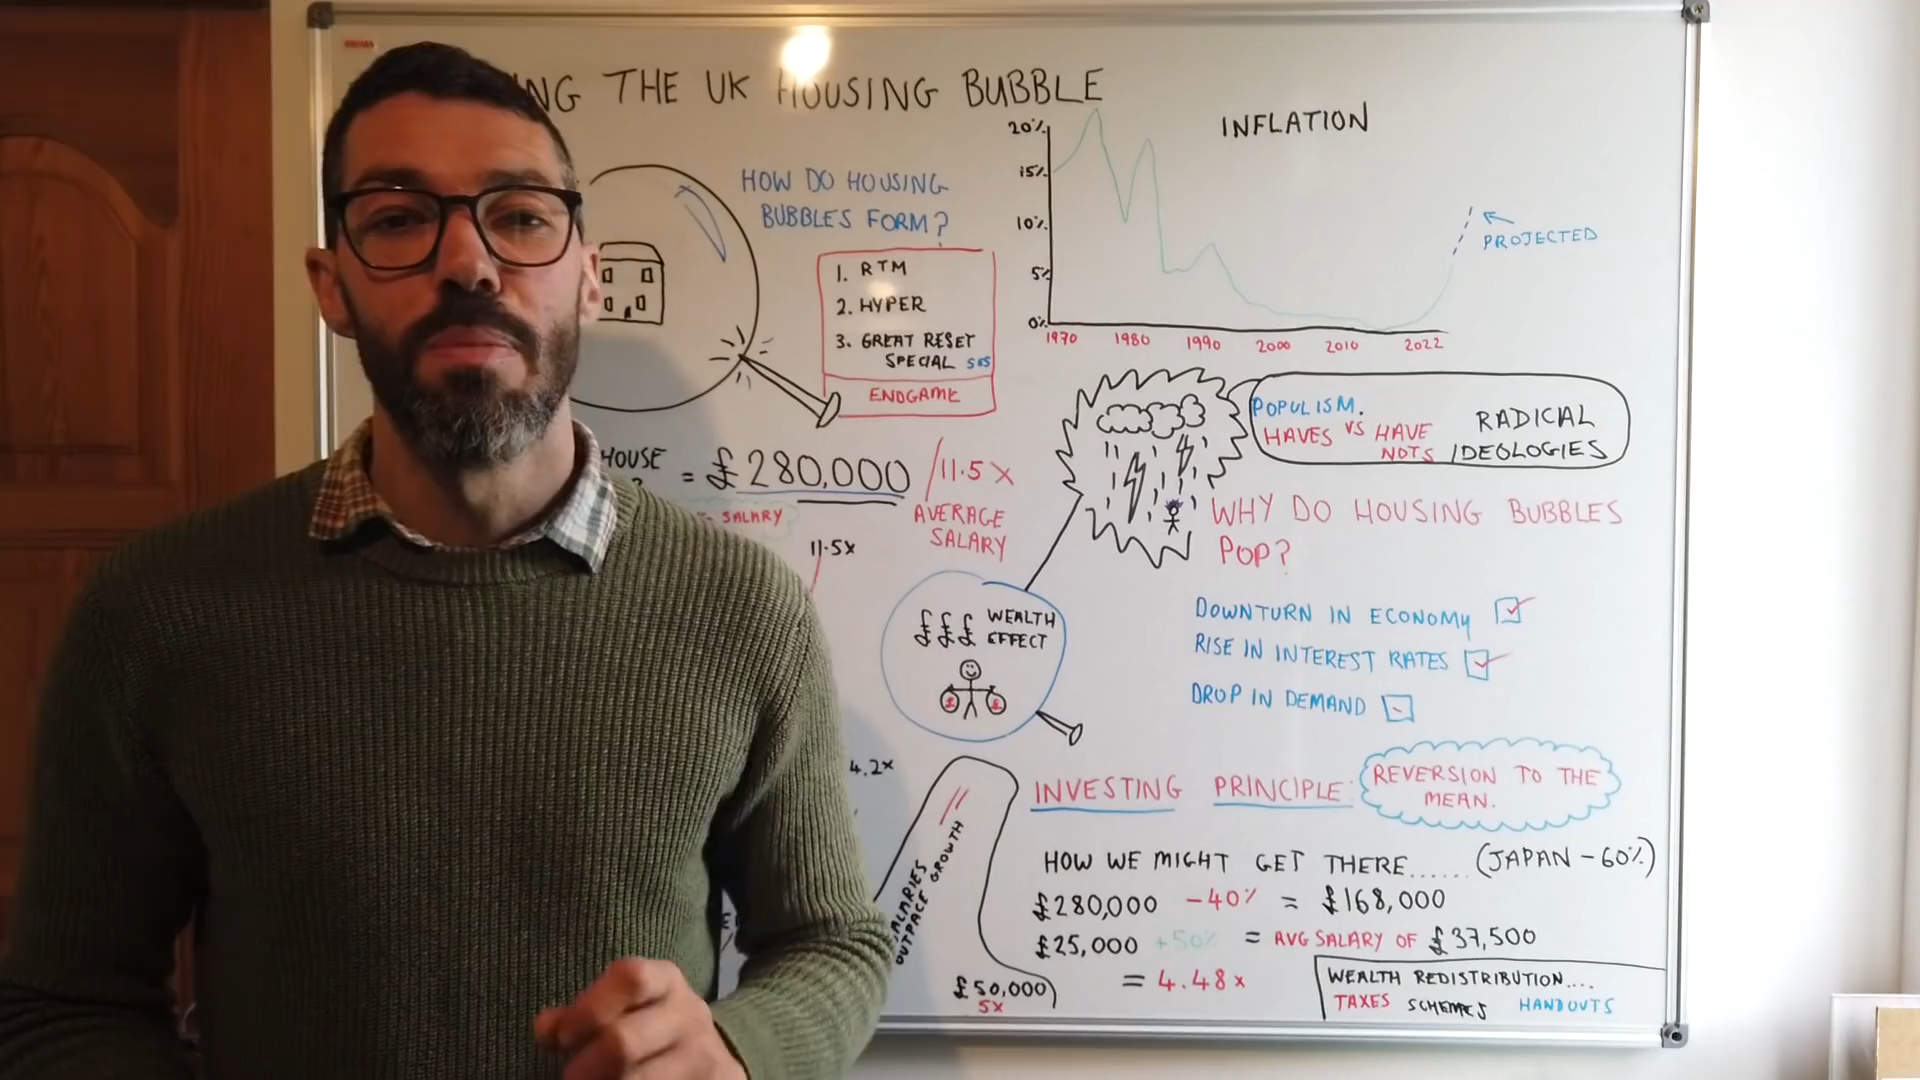 NG THE UK HOUSING BUBBLE
HOW DO HOUSING
BUBBLES FORM?
1. RTM
2. HYPER
3. GREAT RESET
SPECIAL SOS
ENDGAME
HOUSE
= £280,000 / 11.5 X
SALARY
AVERAGE
SALARY
11.5x
£ £ £ WEALTH
EFFECT
£ £
4.2x
SALARIES
OUTPACE GROWTH
£50,000
5X
INFLATION
20%
15%
10%
5%
0%
1970 1980 1990 2000 2010 2022
PROJECTED
POPULISM.
HAVES VS HAVE
NOTS
RADICAL
IDEOLOGIES
WHY DO HOUSING BUBBLES
POP?
DOWNTURN IN ECONOMY
RISE IN INTEREST RATES
DROP IN DEMAND
INVESTING PRINCIPLE:
REVERSION TO THE
MEAN.
HOW WE MIGHT GET THERE...... (JAPAN - 60%)
£280,000 -40% = £168,000
£25,000 +50% = AVG SALARY OF £37,500
= 4.48x
WEALTH REDISTRIBUTION....
TAXES SCHEMES HANDOUTS